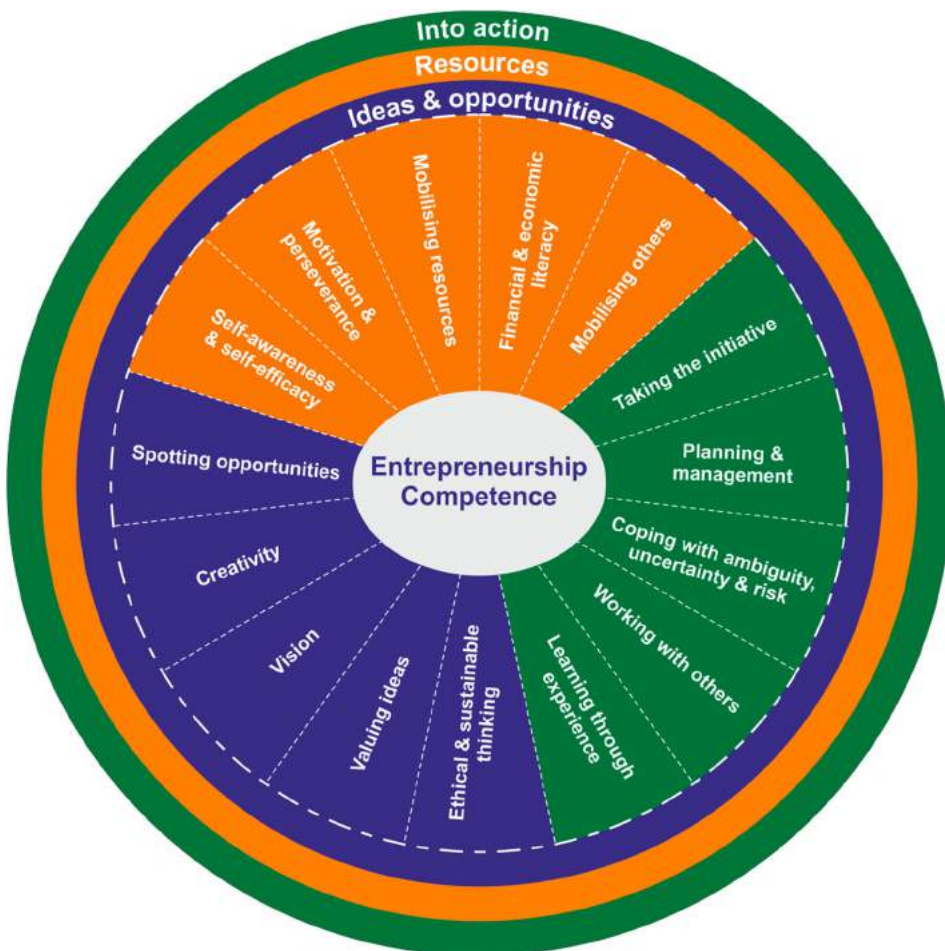 Into action
Resources
Ideas & opportunities
Mobilising resources
Financial & economic
literacy
Mobilising others
Motivation &
perseverance
Self-awareness
& self-efficacy
Taking the initiative
Planning &
management
Coping with ambiguity,
uncertainty & risk
Working with others
Learning through
experience
Ethical & sustainable
thinking
Valuing ideas
Vision
Creativity
Spotting opportunities
Entrepreneurship
Competence